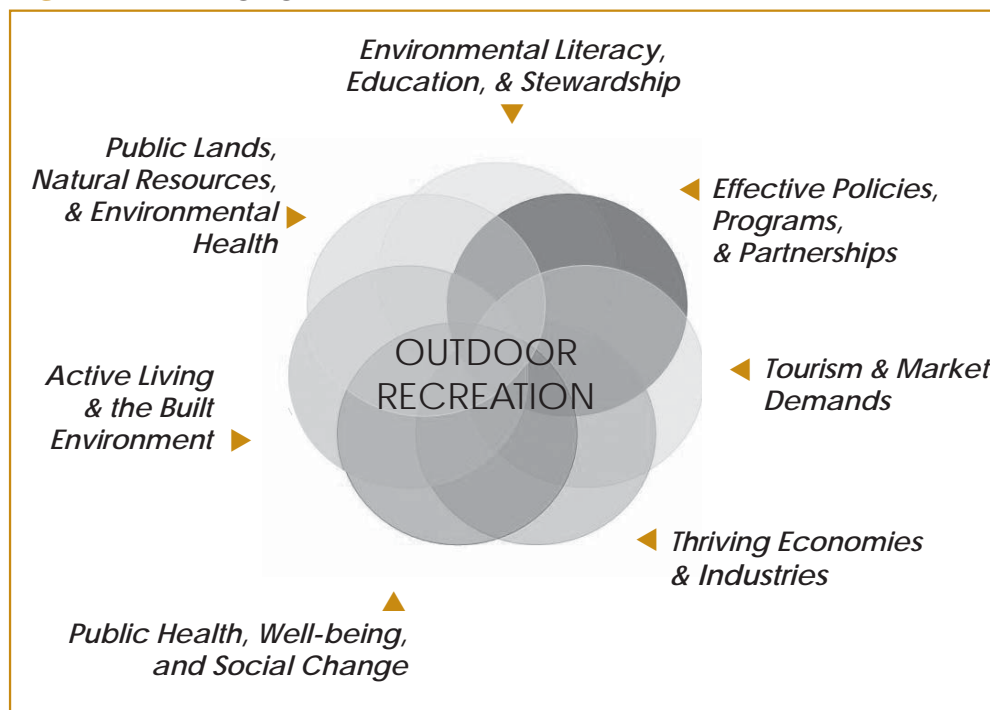 Environmental Literacy,
Education, & Stewardship
Public Lands,
Natural Resources,
& Environmental
Health
Effective Policies,
Programs,
& Partnerships
OUTDOOR
RECREATION
Active Living
& the Built
Environment
Tourism & Market
Demands
Thriving Economies
& Industries
Public Health, Well-being,
and Social Change